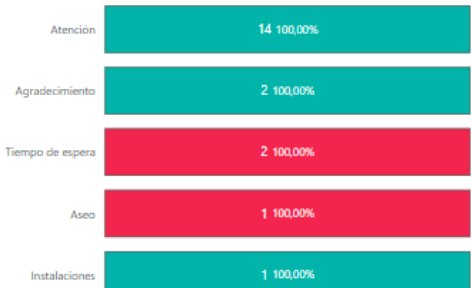 Atención 14 100,00%
Agradecimiento 2 100,00%
Tiempo de espera 2 100,00%
Aseo 1 100,00%
Instalaciones 1 100,00%